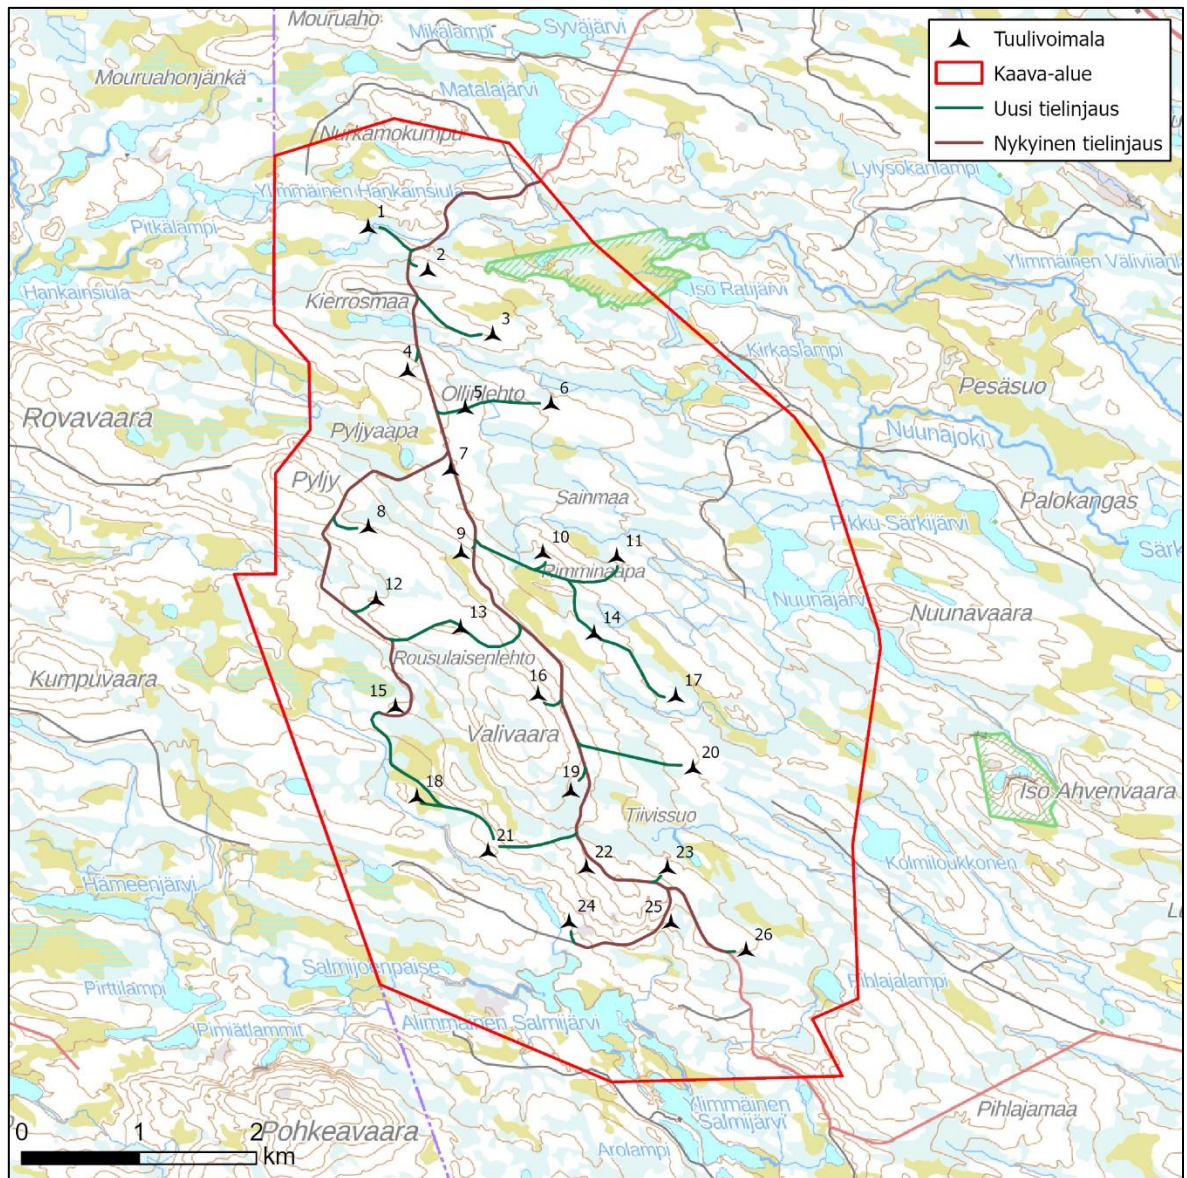 Mouruaho
Mikälampi
Syväjärvi
Tuulivoimala
Kaava-alue
Uusi tielinjaus
Nykyinen tielinjaus
Mouruahonjänkä
Matalajärvi
Nurkamokumpu
Lylysokanlampi
Ylimmäinen Hankainsiula
1
Pitkälampi
2
Ylimmäinen
Hankainsiula
Kierrosmaa
Iso Ratijärvi
3
4
Kirkaslampi
Ollinlehto
5
6
Pesäsuo
Rovavaara
Pyljyaapa
Nuunajoki
7
Pyljy
Sainmaa
Palokangas
8
Pikku-Särkijärvi
9
10
11
Särk
Rimminaapa
12
Nuunajärvi
Nuunavaara
13
14
Rousulaisenlehto
Kumpuvaara
15
16
17
Valivaara
20
19
18
Iso Ahvenvaara
Tiivissuo
21
22
23
Kolmiloukkonen
Hämeenjärvi
24
25
26
Salmijoenpaise
Pirttilampi
Pihlajalampi
Pimiätlammit
Alimmainen Salmijärvi
Ylimmäinen
Salmijärvi
Pihlajamaa
0
1
2
km
Pohkeavaara
Arolampi